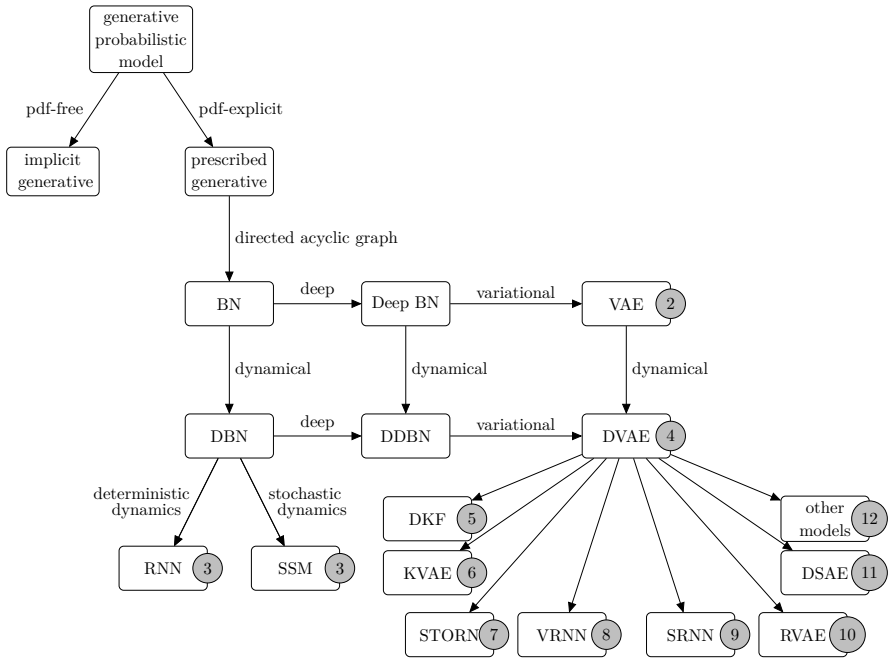 generative
probabilistic
model
pdf-free
pdf-explicit
implicit
generative
prescribed
generative
directed acyclic graph
BN
deep
Deep BN
variational
VAE
2
dynamical
dynamical
dynamical
DBN
deep
DDBN
variational
DVAE
4
deterministic
dynamics
stochastic
dynamics
RNN
3
SSM
3
DKF
5
other
models
12
KVAE
6
DSAE
11
STORN
7
VRNN
8
SRNN
9
RVAE
10